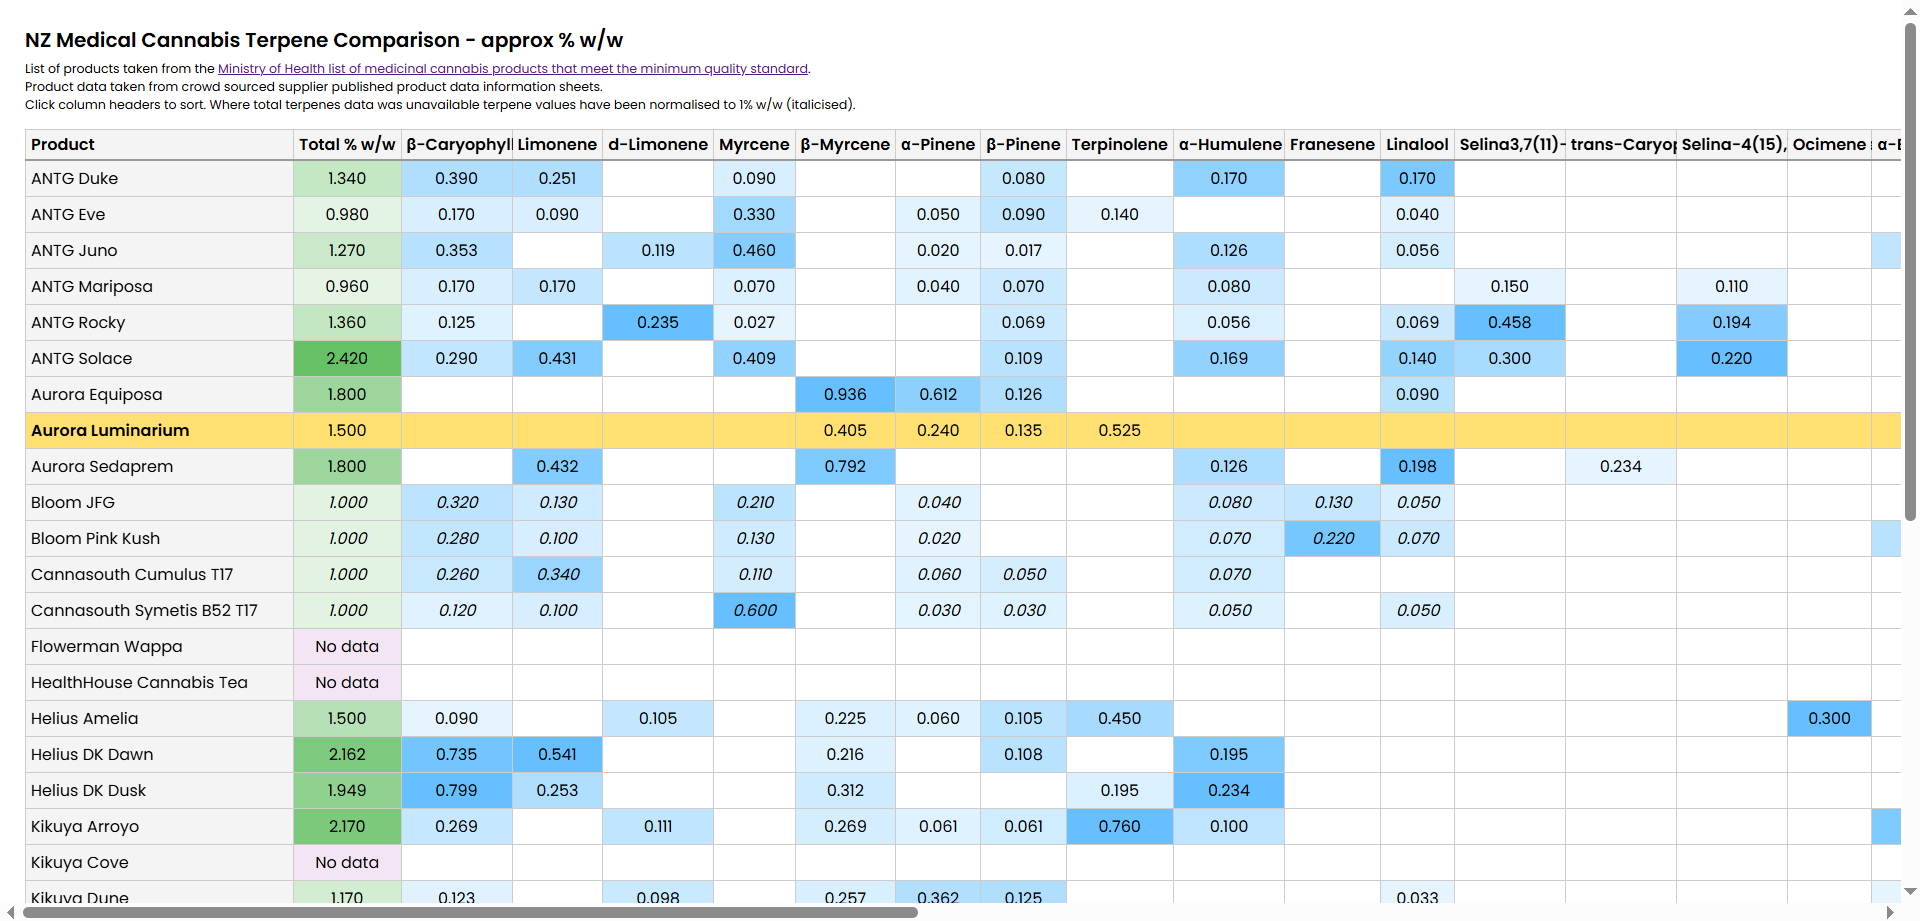 NZ Medical Cannabis Terpene Comparison - approx % w/w
List of products taken from the Ministry of Health list of medicinal cannabis products that meet the minimum quality standard.
Product data taken from crowd sourced supplier published product data information sheets.
Click column headers to sort. Where total terpenes data was unavailable terpene values have been normalised to 1% w/w (italicised).
Product Total % w/w β-Caryophyll Limonene d-Limonene Myrcene β-Myrcene α-Pinene β-Pinene Terpinolene α-Humulene Franesene Linalool Selina3,7(11)- trans-Caryop Selina-4(15), Ocimene α-E
ANTG Duke 1.340 0.390 0.251 0.090 0.080 0.170 0.170
ANTG Eve 0.980 0.170 0.090 0.330 0.050 0.090 0.140 0.040
ANTG Juno 1.270 0.353 0.119 0.460 0.020 0.017 0.126 0.056
ANTG Mariposa 0.960 0.170 0.170 0.070 0.040 0.070 0.080 0.150 0.110
ANTG Rocky 1.360 0.125 0.235 0.027 0.069 0.056 0.069 0.458 0.194
ANTG Solace 2.420 0.290 0.431 0.409 0.109 0.169 0.140 0.300 0.220
Aurora Equiposa 1.800 0.936 0.612 0.126 0.090
Aurora Luminarium 1.500 0.405 0.240 0.135 0.525
Aurora Sedaprem 1.800 0.432 0.792 0.126 0.198 0.234
Bloom JFG 1.000 0.320 0.130 0.210 0.040 0.080 0.130 0.050
Bloom Pink Kush 1.000 0.280 0.100 0.130 0.020 0.070 0.220 0.070
Cannasouth Cumulus T17 1.000 0.260 0.340 0.110 0.060 0.050 0.070
Cannasouth Symetis B52 T17 1.000 0.120 0.100 0.600 0.030 0.030 0.050 0.050
Flowerman Wappa No data
HealthHouse Cannabis Tea No data
Helius Amelia 1.500 0.090 0.105 0.225 0.060 0.105 0.450 0.300
Helius DK Dawn 2.162 0.735 0.541 0.216 0.108 0.195
Helius DK Dusk 1.949 0.799 0.253 0.312 0.195 0.234
Kikuya Arroyo 2.170 0.269 0.111 0.269 0.061 0.061 0.760 0.100
Kikuya Cove No data
Kikuya Dune 1.170 0.123 0.098 0.257 0.362 0.125 0.033